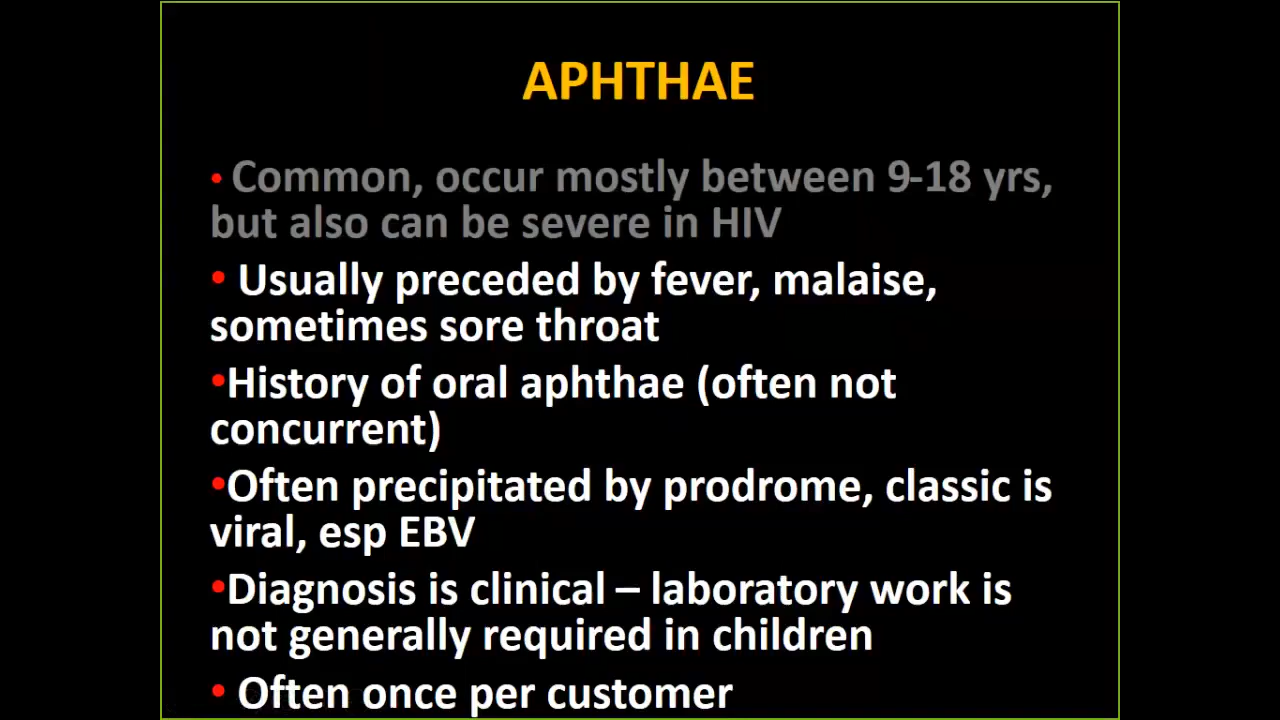 APHTHAE
• Common, occur mostly between 9-18 yrs,
but also can be severe in HIV
• Usually preceded by fever, malaise,
sometimes sore throat
•History of oral aphthae (often not
concurrent)
•Often precipitated by prodrome, classic is
viral, esp EBV
•Diagnosis is clinical – laboratory work is
not generally required in children
• Often once per customer